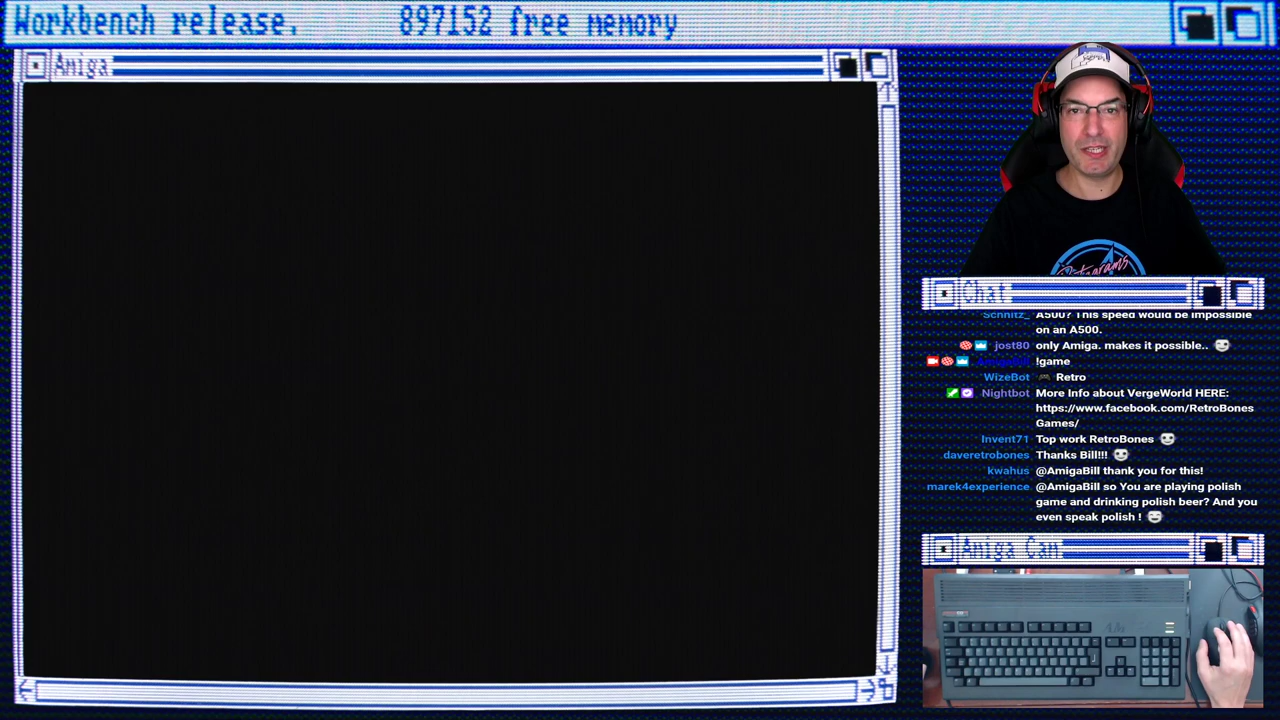 Workbench release. 897152 free memory
Amiga
Chat
Schnitz_ A500? This speed would be impossible
on an A500.
jost80 only Amiga. makes it possible..
!game
WizeBot Retro
Nightbot More Info about VergeWorld HERE:
https://www.facebook.com/RetroBones
Games/
Invent71 Top work RetroBones
daveretrobones Thanks Bill!!!
kwahus @AmigaBill thank you for this!
marek4experience @AmigaBill so You are playing polish
game and drinking polish beer? And you
even speak polish !
Amiga Cam